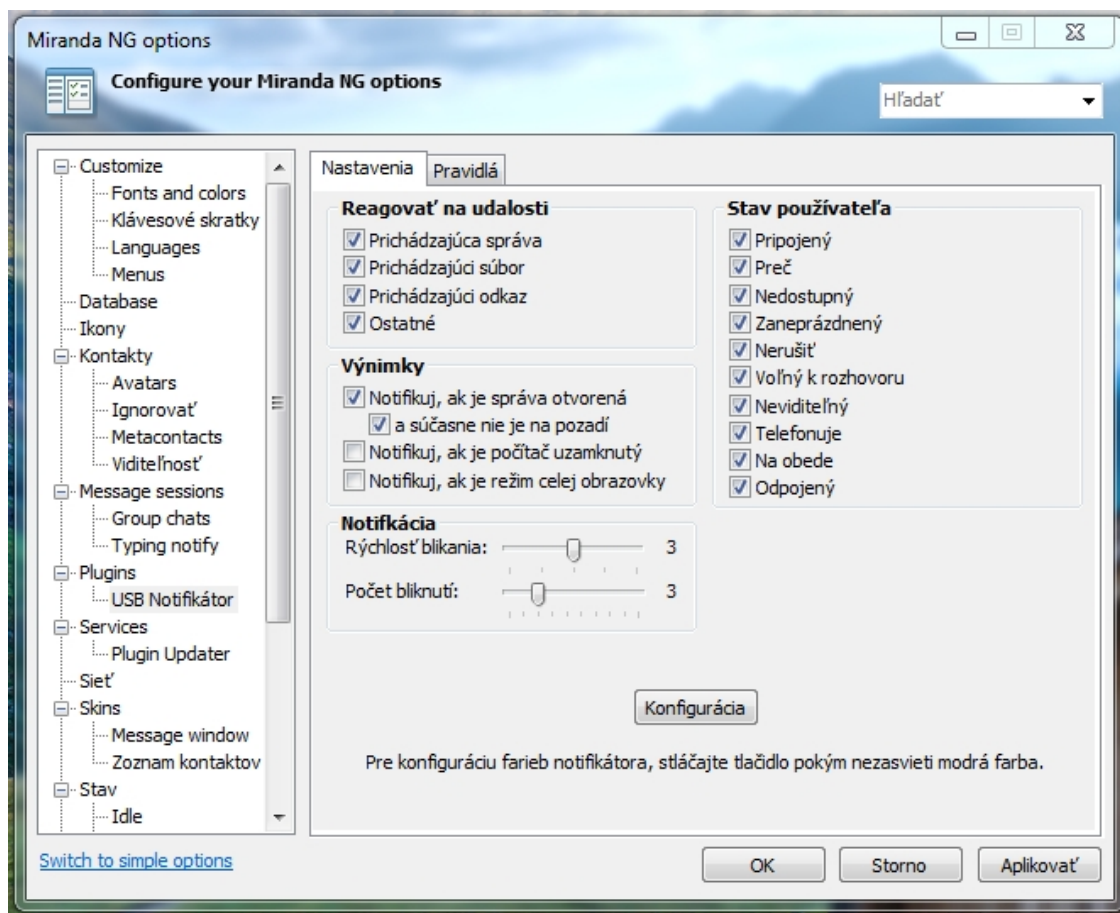 Miranda NG options
Configure your Miranda NG options
Hľadať
Customize
Fonts and colors
Klávesové skratky
Languages
Menus
Database
Ikony
Kontakty
Avatars
Ignorovať
Metacontacts
Viditeľnosť
Message sessions
Group chats
Typing notify
Plugins
USB Notifikátor
Services
Plugin Updater
Sieť
Skins
Message window
Zoznam kontaktov
Stav
Idle
Switch to simple options
Nastavenia
Pravidlá
Reagovať na udalosti
Prichádzajúca správa
Prichádzajúci súbor
Prichádzajúci odkaz
Ostatné
Výnimky
Notifikuj, ak je správa otvorená
a súčasne nie je na pozadí
Notifikuj, ak je počítač uzamknutý
Notifikuj, ak je režim celej obrazovky
Notifkácia
Rýchlosť blikania: 3
Počet bliknutí: 3
Stav používateľa
Pripojený
Preč
Nedostupný
Zaneprázdnený
Nerušiť
Voľný k rozhovoru
Neviditeľný
Telefonuje
Na obede
Odpojený
Konfigurácia
Pre konfiguráciu farieb notifikátora, stláčajte tlačidlo pokým nezasvieti modrá farba.
OK
Storno
Aplikovať